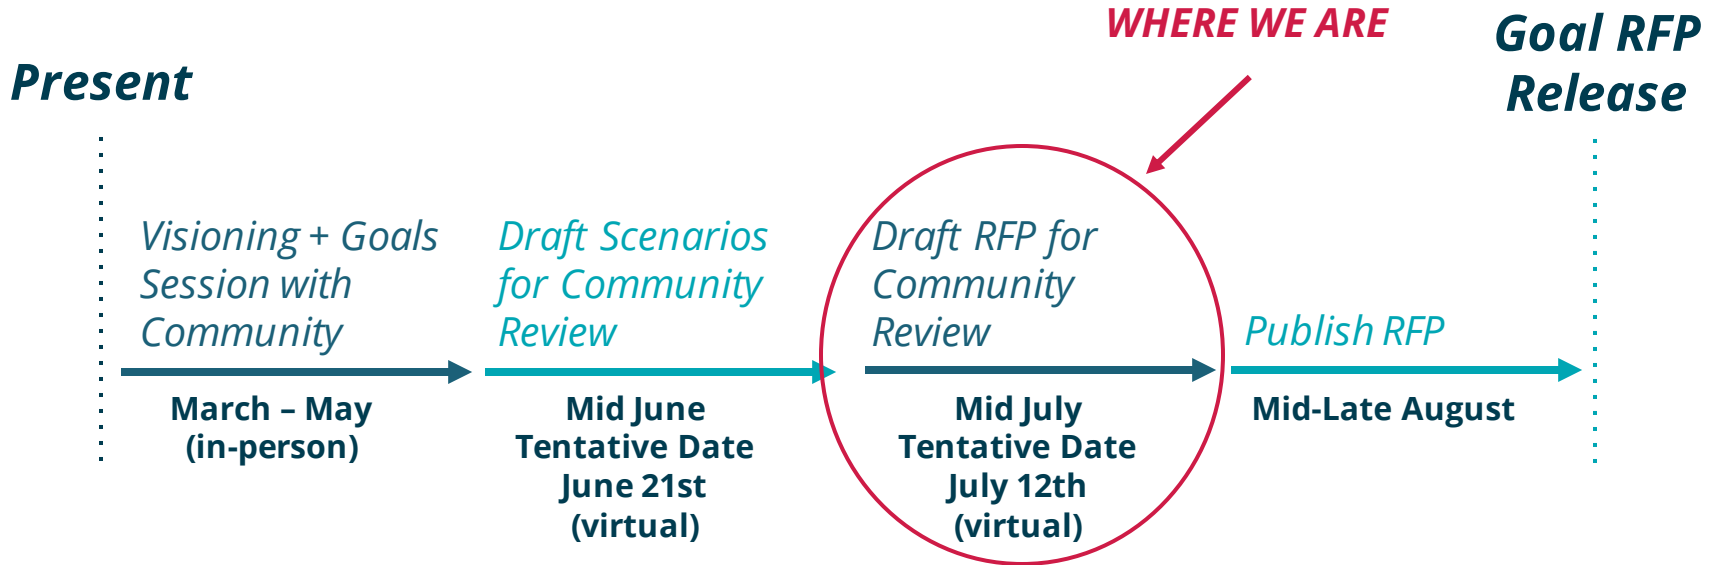 WHERE WE ARE
Goal RFP
Release
Present
Visioning + Goals
Session with
Community
March – May
(in-person)
Draft Scenarios
for Community
Review
Mid June
Tentative Date
June 21st
(virtual)
Draft RFP for
Community
Review
Mid July
Tentative Date
July 12th
(virtual)
Publish RFP
Mid-Late August